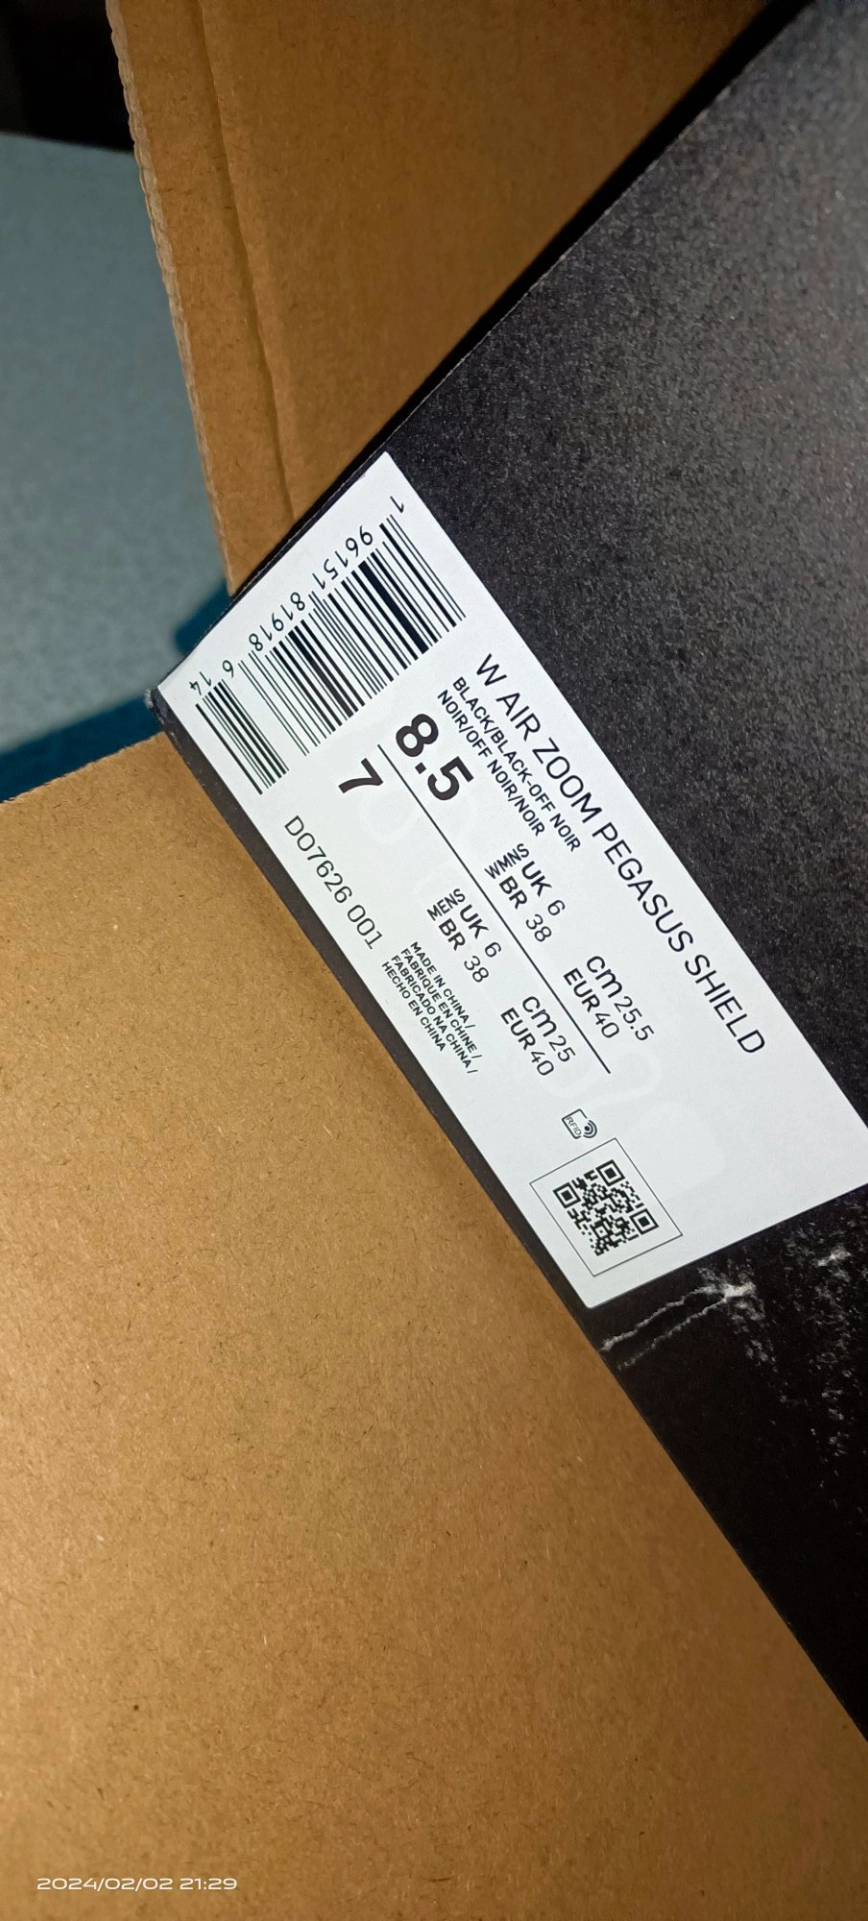 W AIR ZOOM PEGASUS SHIELD
BLACK/BLACK-OFF NOIR
NOIR/OFF NOIR/NOIR
8.5
WMNS
UK 6
BR 38
cm 25.5
EUR 40
7
MENS
UK 6
BR 38
cm 25
EUR 40
DO7626 001
MADE IN CHINA /
FABRIQUE EN CHINE /
FABRICADO NA CHINA /
HECHO EN CHINA
RFID
1 96151 81918 6 14
2024/02/02 21:29